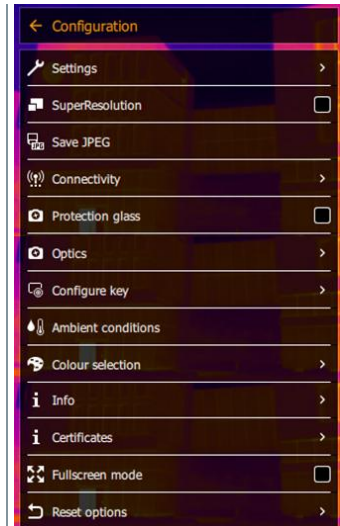 Configuration
Settings
SuperResolution
Save JPEG
Connectivity
Protection glass
Optics
Configure key
Ambient conditions
Colour selection
Info
Certificates
Fullscreen mode
Reset options